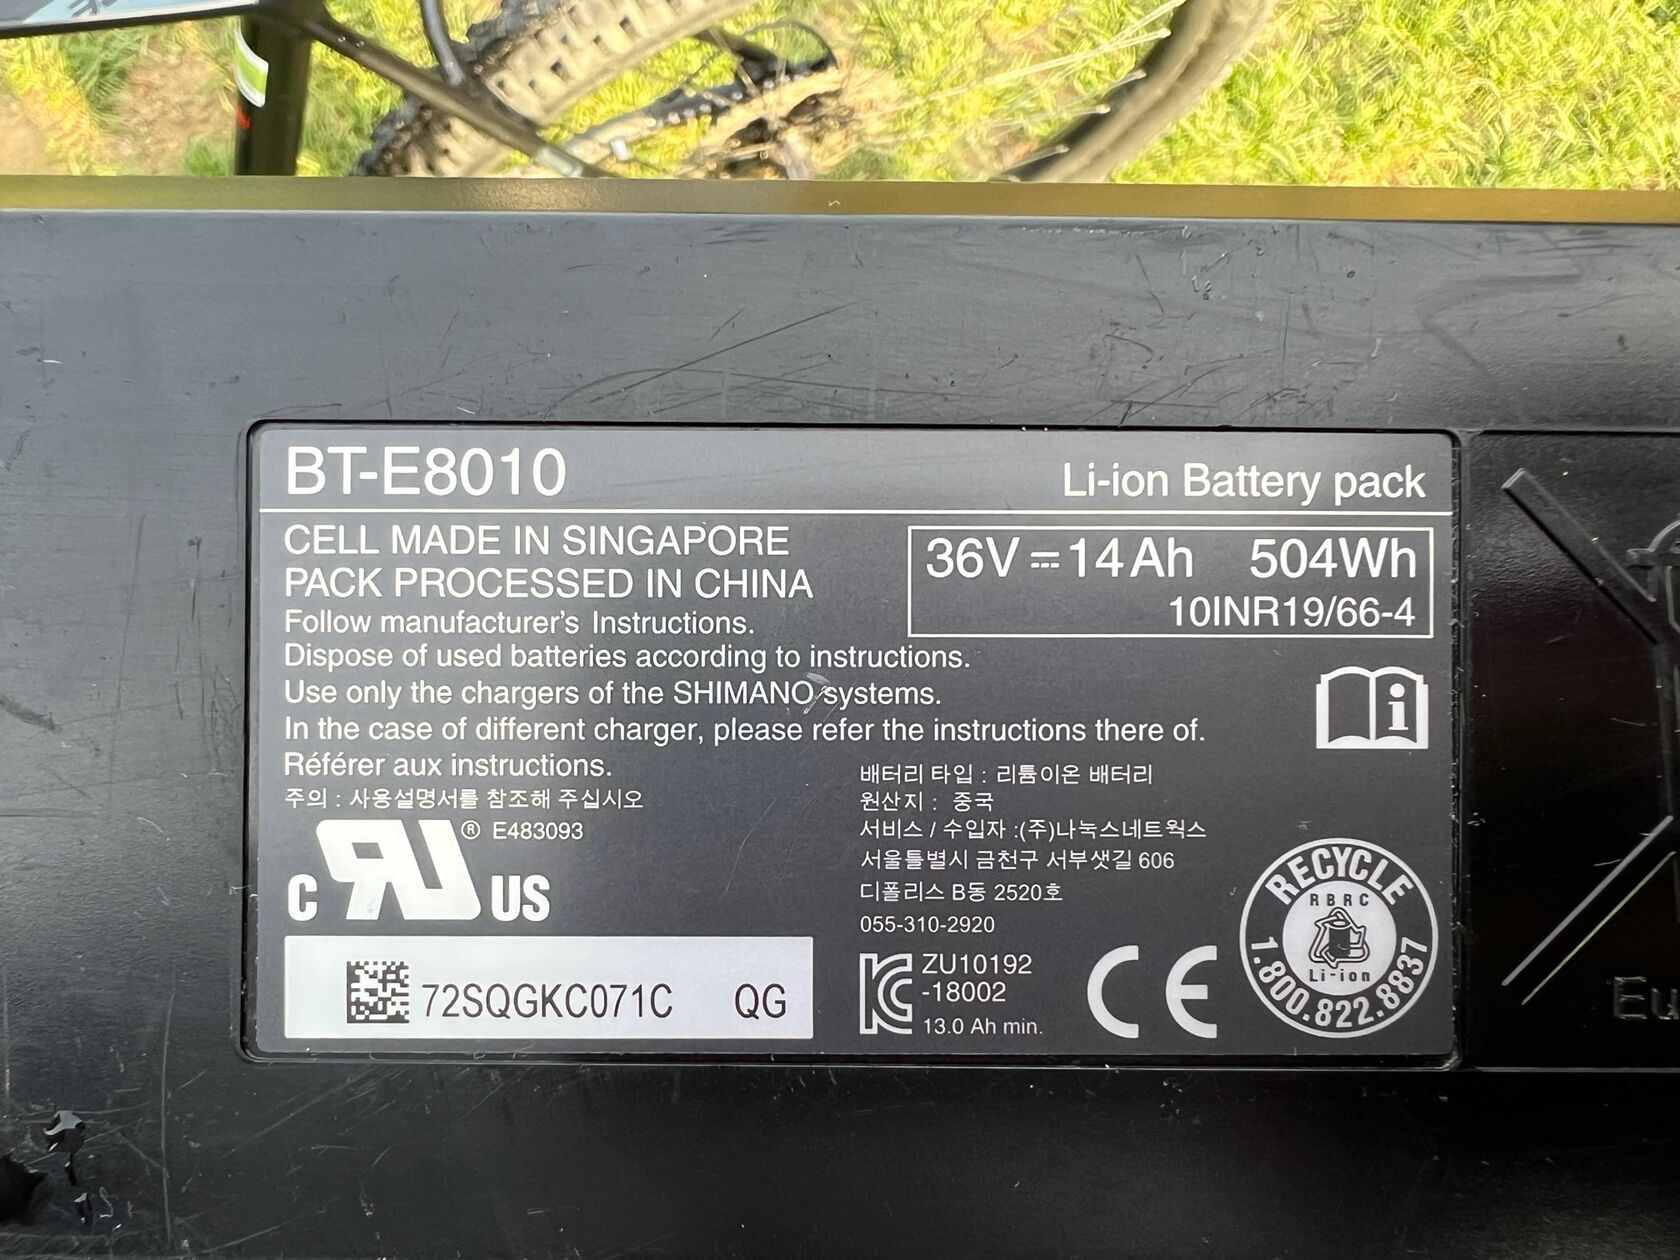 BT-E8010
Li-ion Battery pack
CELL MADE IN SINGAPORE
PACK PROCESSED IN CHINA
36V ⎓ 14Ah 504Wh
10INR19/66-4
Follow manufacturer's Instructions.
Dispose of used batteries according to instructions.
Use only the chargers of the SHIMANO systems.
In the case of different charger, please refer the instructions there of.
Référer aux instructions.
주의 : 사용설명서를 참조해 주십시오
배터리 타입 : 리튬이온 배터리
원산지 : 중국
서비스 / 수입자 :(주)나눅스네트웍스
서울틀별시 금천구 서부샛길 606
디폴리스 B동 2520호
055-310-2920
® E483093
C RU US
72SQGKC071C QG
ZU10192
-18002
13.0 Ah min.
CE
RECYCLE
RBRC
Li-ion
1.800.822.8837
Eu